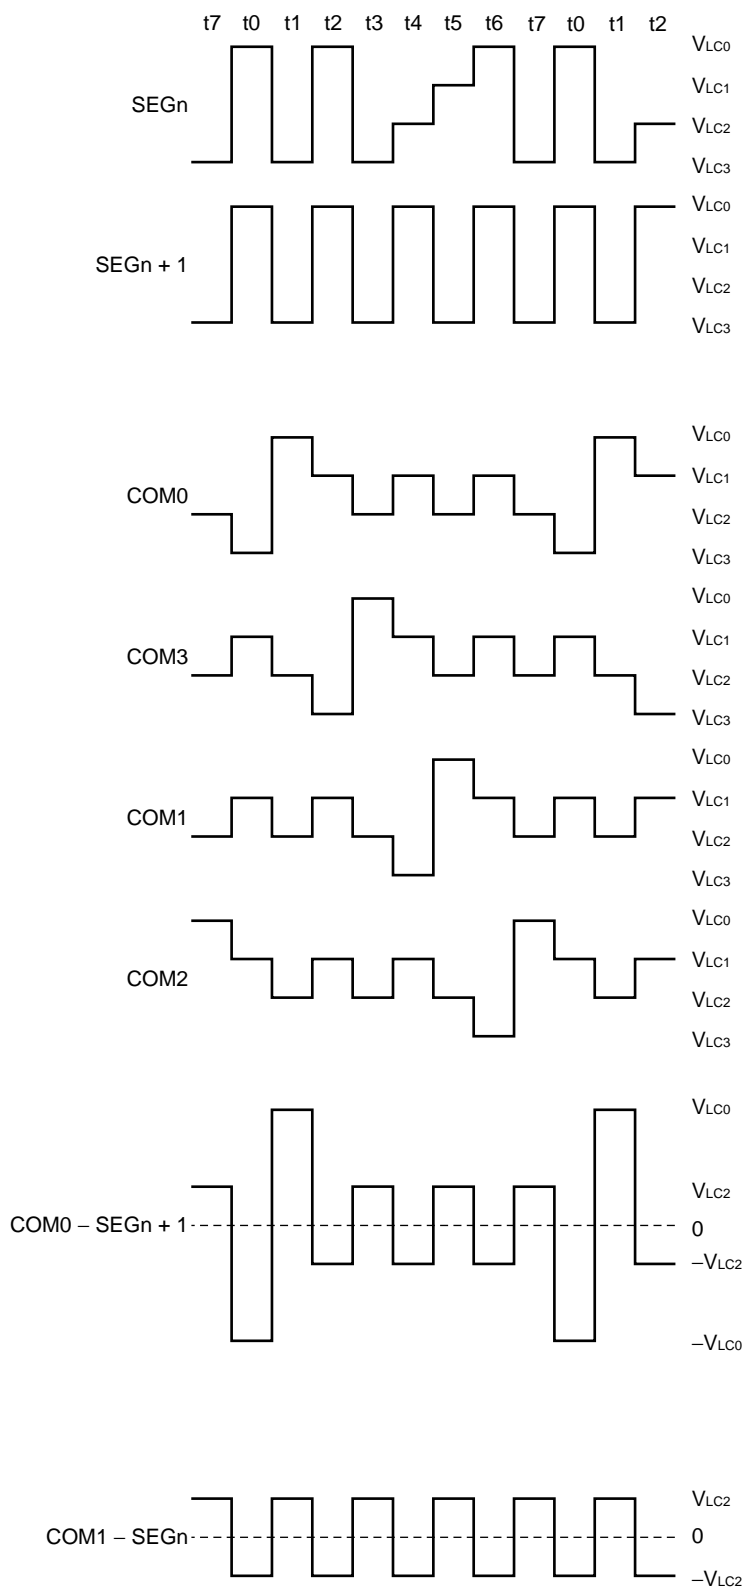 t7 t0 t1 t2 t3 t4 t5 t6 t7 t0 t1 t2
SEGn
VLC0
VLC1
VLC2
VLC3
SEGn + 1
VLC0
VLC1
VLC2
VLC3
COM0
VLC0
VLC1
VLC2
VLC3
COM3
VLC0
VLC1
VLC2
VLC3
COM1
VLC0
VLC1
VLC2
VLC3
COM2
VLC0
VLC1
VLC2
VLC3
COM0 – SEGn + 1
VLC0
VLC2
0
–VLC2
–VLC0
COM1 – SEGn
VLC2
0
–VLC2